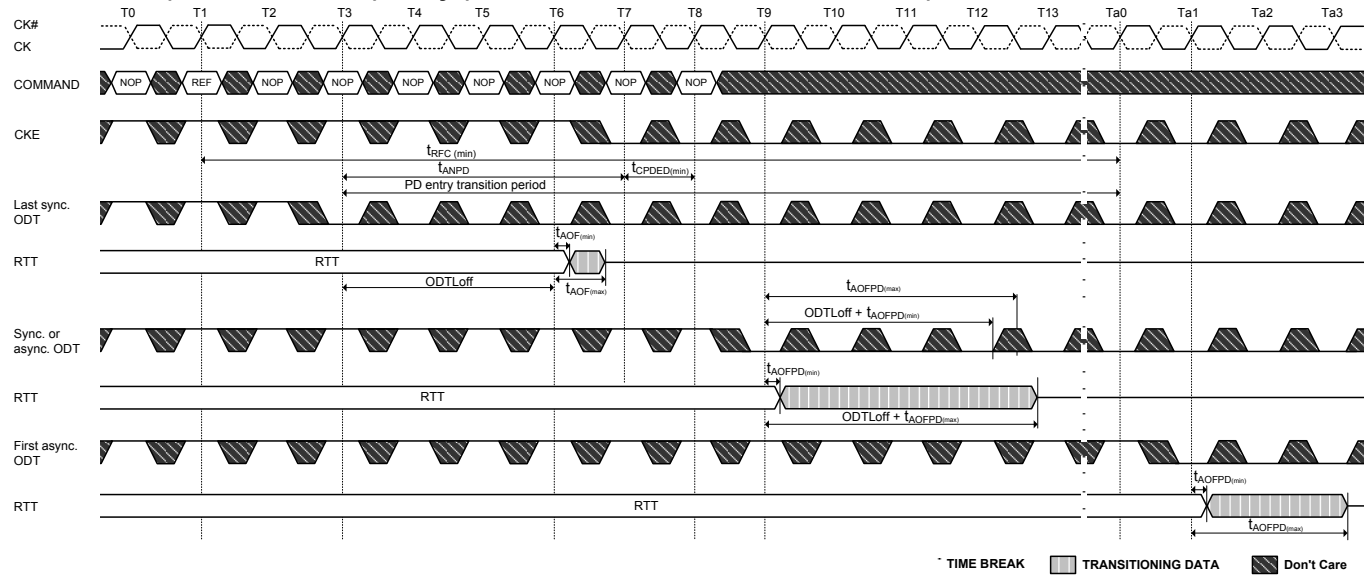 T0 T1 T2 T3 T4 T5 T6 T7 T8 T9 T10 T11 T12 T13 Ta0 Ta1 Ta2 Ta3
CK#
CK
COMMAND NOP REF NOP NOP NOP NOP NOP NOP NOP
CKE
tRFC (min)
tANPD tCPDED(min)
PD entry transition period
Last sync.
ODT
tAOF(min)
RTT RTT
ODTLoff tAOF(max)
tAOFPD(max)
ODTLoff + tAOFPD(min)
Sync. or
async. ODT
tAOFPD(min)
RTT RTT
ODTLoff + tAOFPD(max)
First async.
ODT
tAOFPD(min)
RTT RTT
tAOFPD(max)
TIME BREAK TRANSITIONING DATA Don't Care